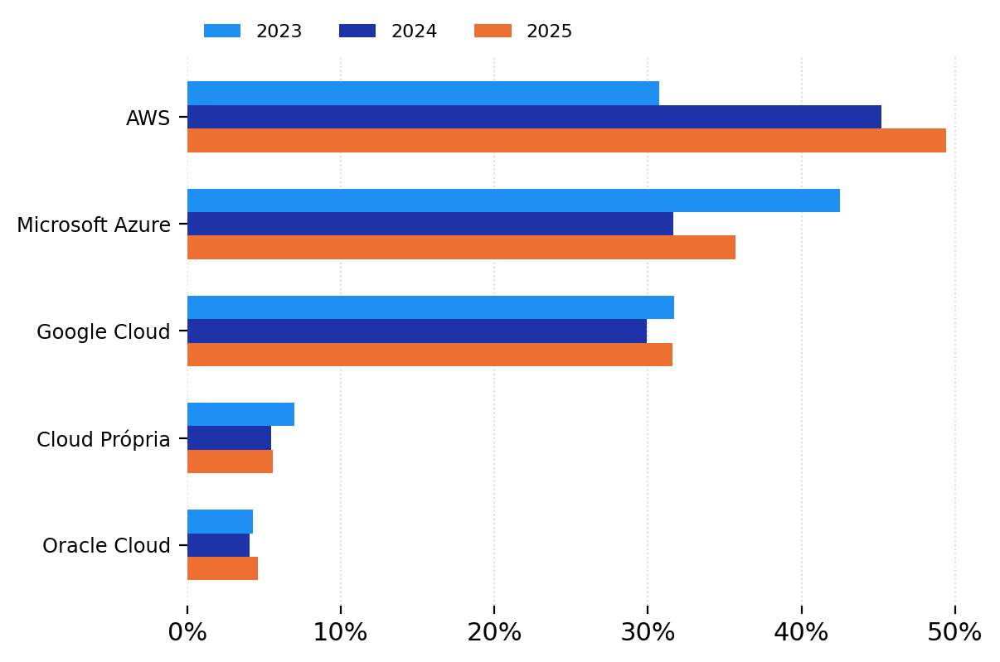 2023 2024 2025
AWS
Microsoft Azure
Google Cloud
Cloud Própria
Oracle Cloud
0% 10% 20% 30% 40% 50%